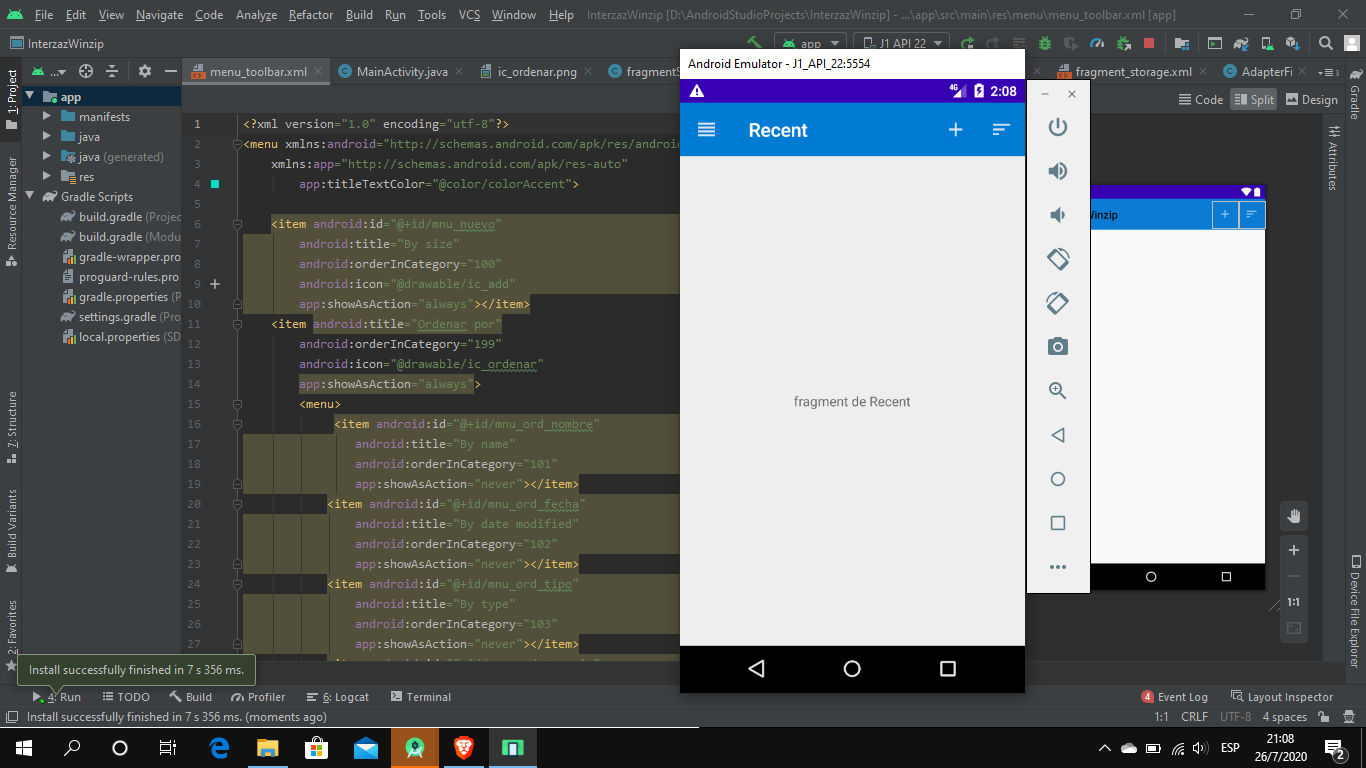 File Edit View Navigate Code Analyze Refactor Build Run Tools VCS Window Help InterzazWinzip [D:\AndroidStudioProjects\InterzazWinzip] - ...\app\src\main\res\menu\menu_toolbar.xml [app]
InterzazWinzip
app
J1 API 22
Android Emulator - J1_API_22:5554
1: Project
...
menu_toolbar.xml
MainActivity.java
ic_ordenar.png
fragmentS
fragment_storage.xml
AdapterFi
Code Split Design
Gradle
Attributes
Resource Manager
7: Structure
Build Variants
2: Favorites
Device File Explorer
app
manifests
java
java (generated)
res
Gradle Scripts
build.gradle (Projec
build.gradle (Modu
gradle-wrapper.pro
proguard-rules.pro
gradle.properties (P
settings.gradle (Proj
local.properties (SD
1 <?xml version="1.0" encoding="utf-8"?>
2 <menu xmlns:android="http://schemas.android.com/apk/res/android
3 xmlns:app="http://schemas.android.com/apk/res-auto"
4 app:titleTextColor="@color/colorAccent">
5
6 <item android:id="@+id/mnu_nuevo"
7 android:title="By size"
8 android:orderInCategory="100"
9 android:icon="@drawable/ic_add"
10 app:showAsAction="always"></item>
11 <item android:title="Ordenar por"
12 android:orderInCategory="199"
13 android:icon="@drawable/ic_ordenar"
14 app:showAsAction="always">
15 <menu>
16 <item android:id="@+id/mnu_ord_nombre"
17 android:title="By name"
18 android:orderInCategory="101"
19 app:showAsAction="never"></item>
20 <item android:id="@+id/mnu_ord_fecha"
21 android:title="By date modified"
22 android:orderInCategory="102"
23 app:showAsAction="never"></item>
24 <item android:id="@+id/mnu_ord_tipo"
25 android:title="By type"
26 android:orderInCategory="103"
27 app:showAsAction="never"></item>
4G 2:08
Recent
fragment de Recent
Winzip
1:1
Install successfully finished in 7 s 356 ms.
4: Run TODO Build Profiler 6: Logcat Terminal 4 Event Log Layout Inspector
Install successfully finished in 7 s 356 ms. (moments ago) 1:1 CRLF UTF-8 4 spaces
ESP
21:08
26/7/2020
2